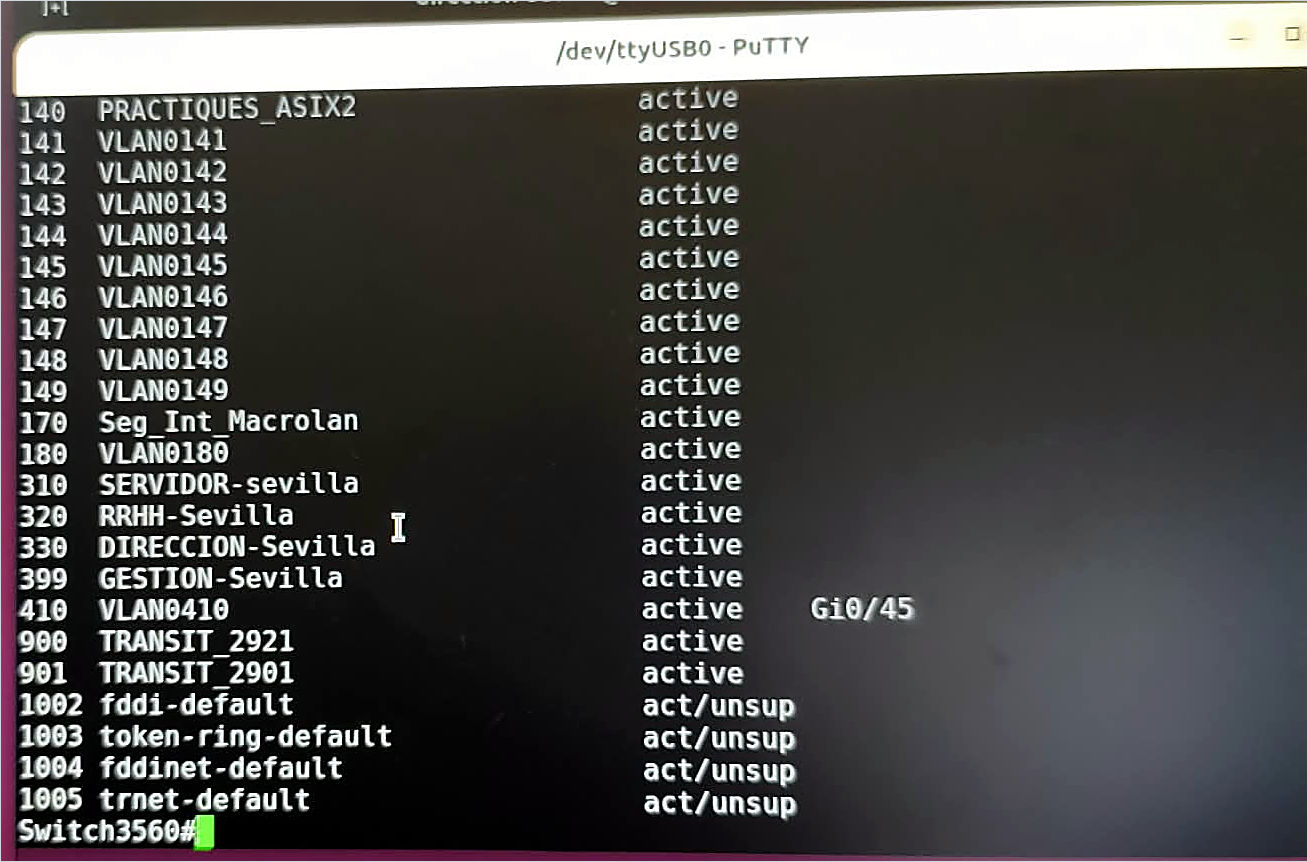 /dev/ttyUSB0 - PuTTY
140 PRACTIQUES_ASIX2 active
141 VLAN0141 active
142 VLAN0142 active
143 VLAN0143 active
144 VLAN0144 active
145 VLAN0145 active
146 VLAN0146 active
147 VLAN0147 active
148 VLAN0148 active
149 VLAN0149 active
170 Seg_Int_Macrolan active
180 VLAN0180 active
310 SERVIDOR-sevilla active
320 RRHH-Sevilla active
330 DIRECCION-Sevilla active
399 GESTION-Sevilla active
410 VLAN0410 active Gi0/45
900 TRANSIT_2921 active
901 TRANSIT_2901 active
1002 fddi-default act/unsup
1003 token-ring-default act/unsup
1004 fddinet-default act/unsup
1005 trnet-default act/unsup
Switch3560#